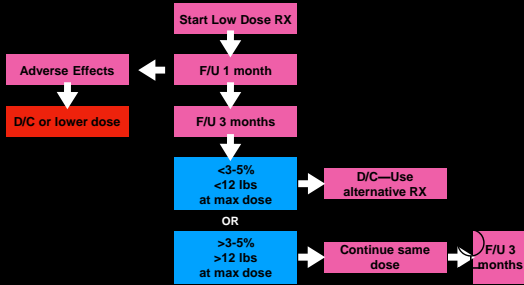 Start Low Dose RX
Adverse Effects
F/U 1 month
D/C or lower dose
F/U 3 months
<3-5%
<12 lbs
at max dose
D/C—Use
alternative RX
OR
>3-5%
>12 lbs
at max dose
Continue same
dose
F/U 3
months